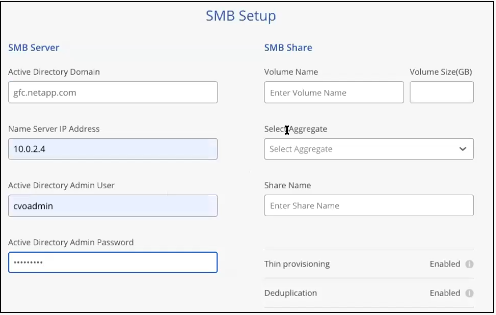 SMB Setup
SMB Server
Active Directory Domain
gfc.netapp.com
Name Server IP Address
10.0.2.4
Active Directory Admin User
cvoadmin
Active Directory Admin Password
•••••••••
SMB Share
Volume Name
Volume Size(GB)
Enter Volume Name
Select Aggregate
Select Aggregate
Share Name
Enter Share Name
Thin provisioning Enabled
Deduplication Enabled